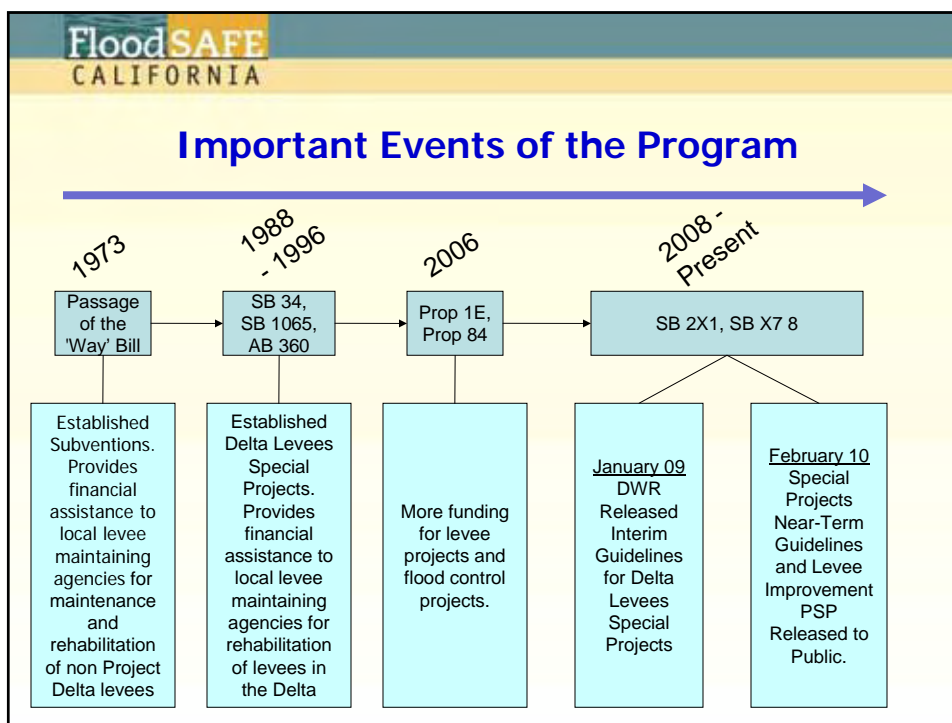 FloodSAFE
CALIFORNIA
Important Events of the Program
1973
1988
- 1996
2006
2008 -
Present
Passage
of the
'Way’ Bill
SB 34,
SB 1065,
AB 360
Prop 1E,
Prop 84
SB 2X1, SB X7 8
Established
Subventions.
Provides
financial
assistance to
local levee
maintaining
agencies for
maintenance
and
rehabilitation
of non Project
Delta levees
Established
Delta Levees
Special
Projects.
Provides
financial
assistance to
local levee
maintaining
agencies for
rehabilitation
of levees in
the Delta
More funding
for levee
projects and
flood control
projects.
January 09
DWR
Released
Interim
Guidelines
for Delta
Levees
Special
Projects
February 10
Special
Projects
Near-Term
Guidelines
and Levee
Improvement
PSP
Released to
Public.